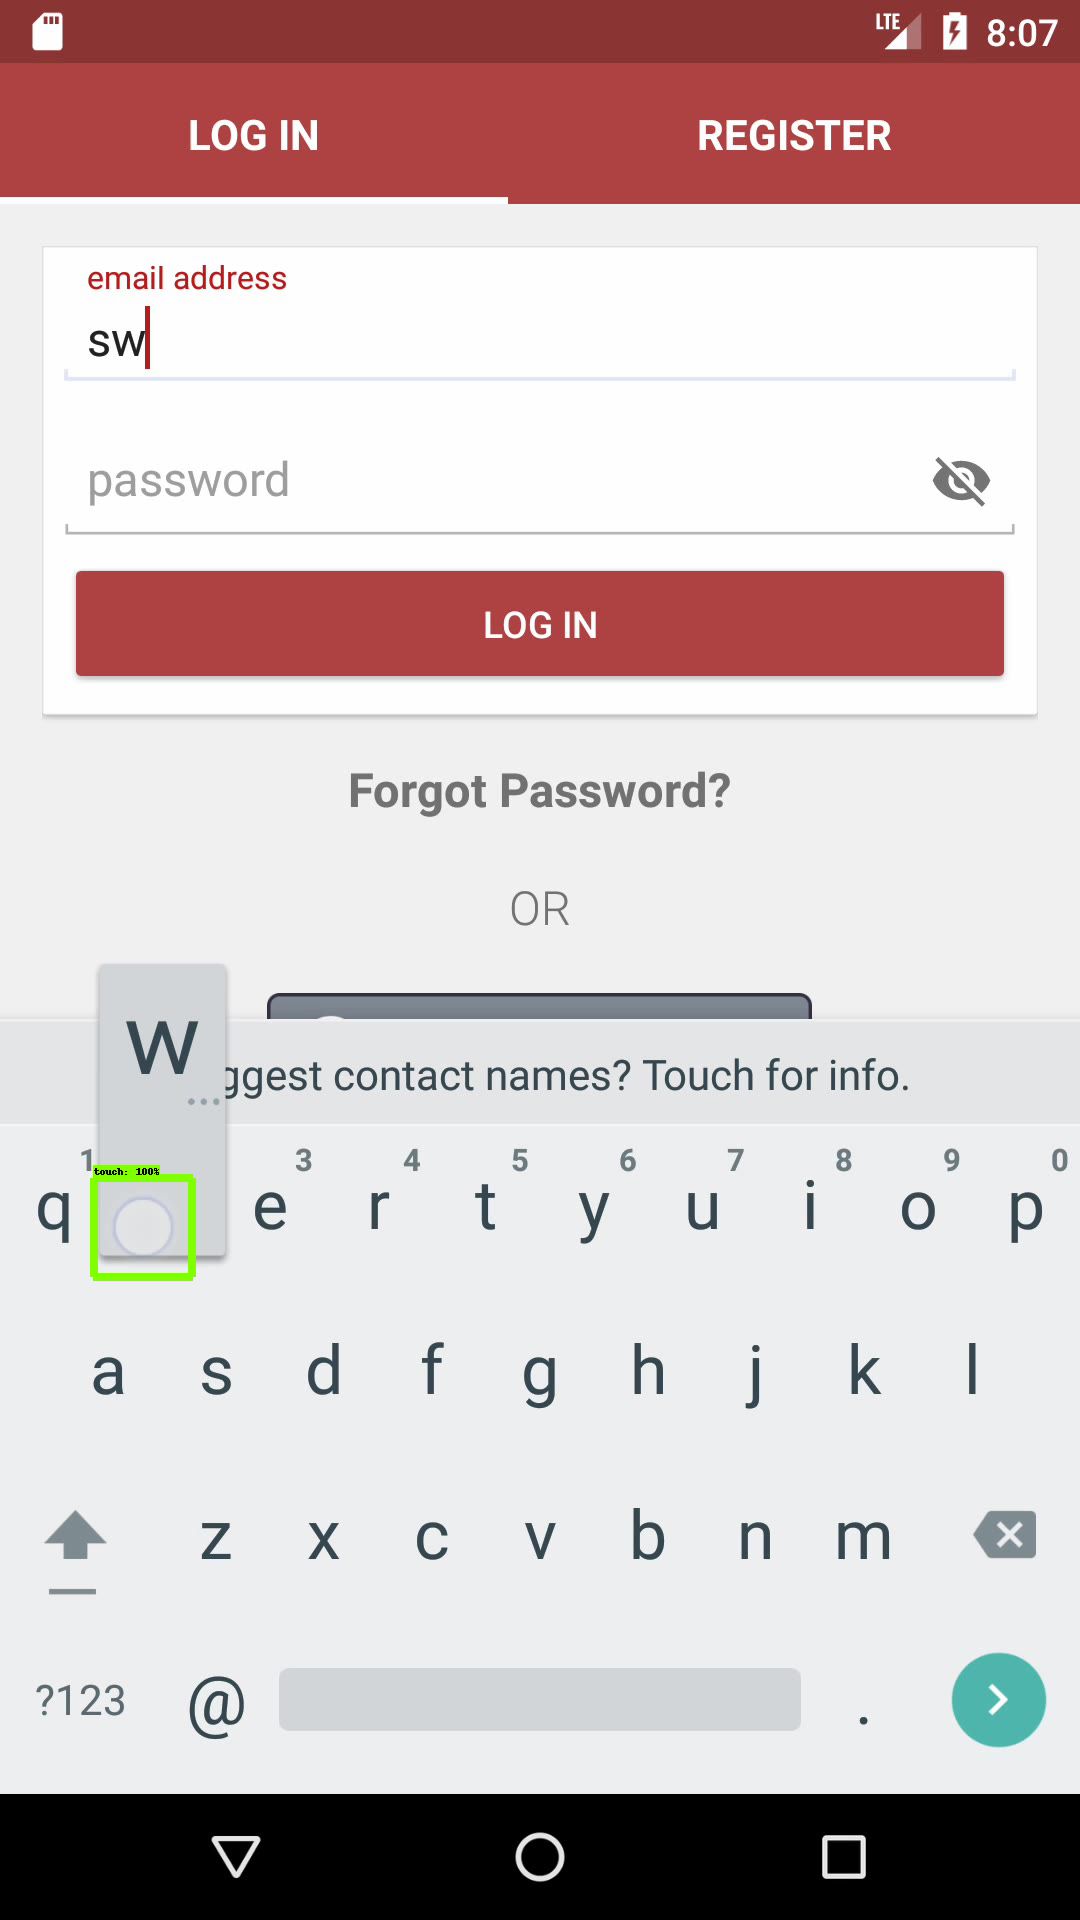 LTE 8:07
LOG IN REGISTER
email address
sw
password
LOG IN
Forgot Password?
OR
w
ggest contact names? Touch for info.
...
touch: 100%
1 3 4 5 6 7 8 9 0
q e r t y u i o p
a s d f g h j k l
z x c v b n m
?123 @ .